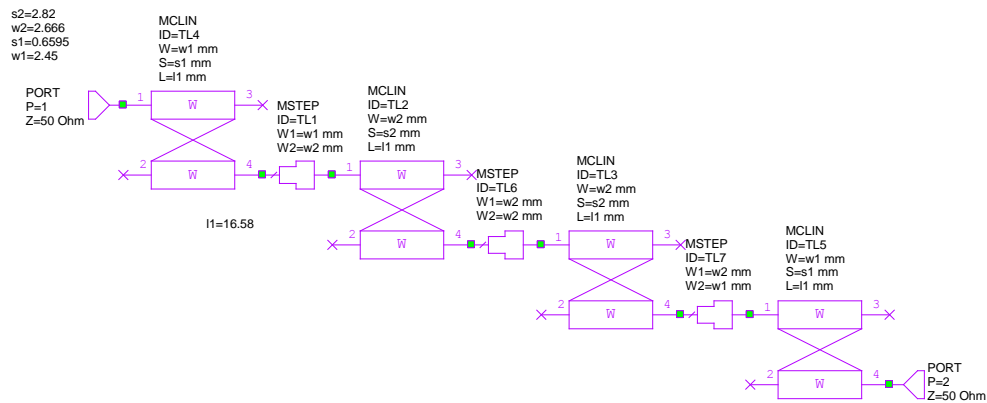 s2=2.82
w2=2.666
s1=0.6595
w1=2.45
MCLIN
ID=TL4
W=w1 mm
S=s1 mm
L=l1 mm
PORT
P=1
Z=50 Ohm
1
W
3
2
W
4
MSTEP
ID=TL1
W1=w1 mm
W2=w2 mm
l1=16.58
MCLIN
ID=TL2
W=w2 mm
S=s2 mm
L=l1 mm
1
W
3
2
W
4
MSTEP
ID=TL6
W1=w2 mm
W2=w2 mm
MCLIN
ID=TL3
W=w2 mm
S=s2 mm
L=l1 mm
1
W
3
2
W
4
MSTEP
ID=TL7
W1=w2 mm
W2=w1 mm
MCLIN
ID=TL5
W=w1 mm
S=s1 mm
L=l1 mm
1
W
3
2
W
4
PORT
P=2
Z=50 Ohm